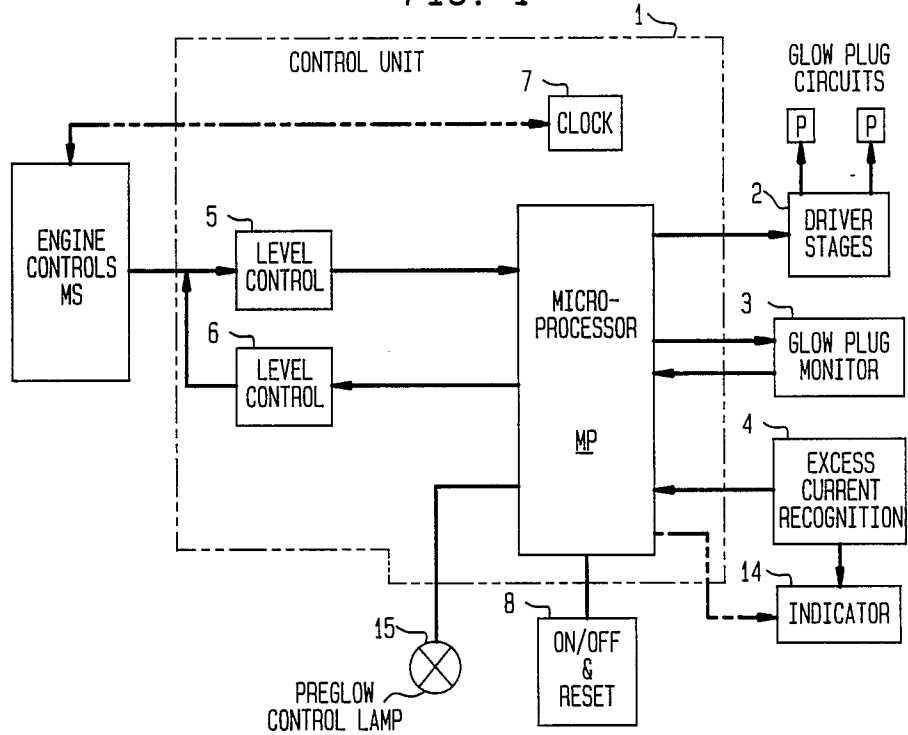 FIG. 1
1
CONTROL UNIT
GLOW PLUG
CIRCUITS
7
CLOCK
P P
ENGINE
CONTROLS
MS
5
LEVEL
CONTROL
2
DRIVER
STAGES
MICRO-
PROCESSOR
MP
3
GLOW PLUG
MONITOR
6
LEVEL
CONTROL
4
EXCESS
CURRENT
RECOGNITION
14
INDICATOR
15
PREGLOW
CONTROL LAMP
8
ON/OFF
&
RESET